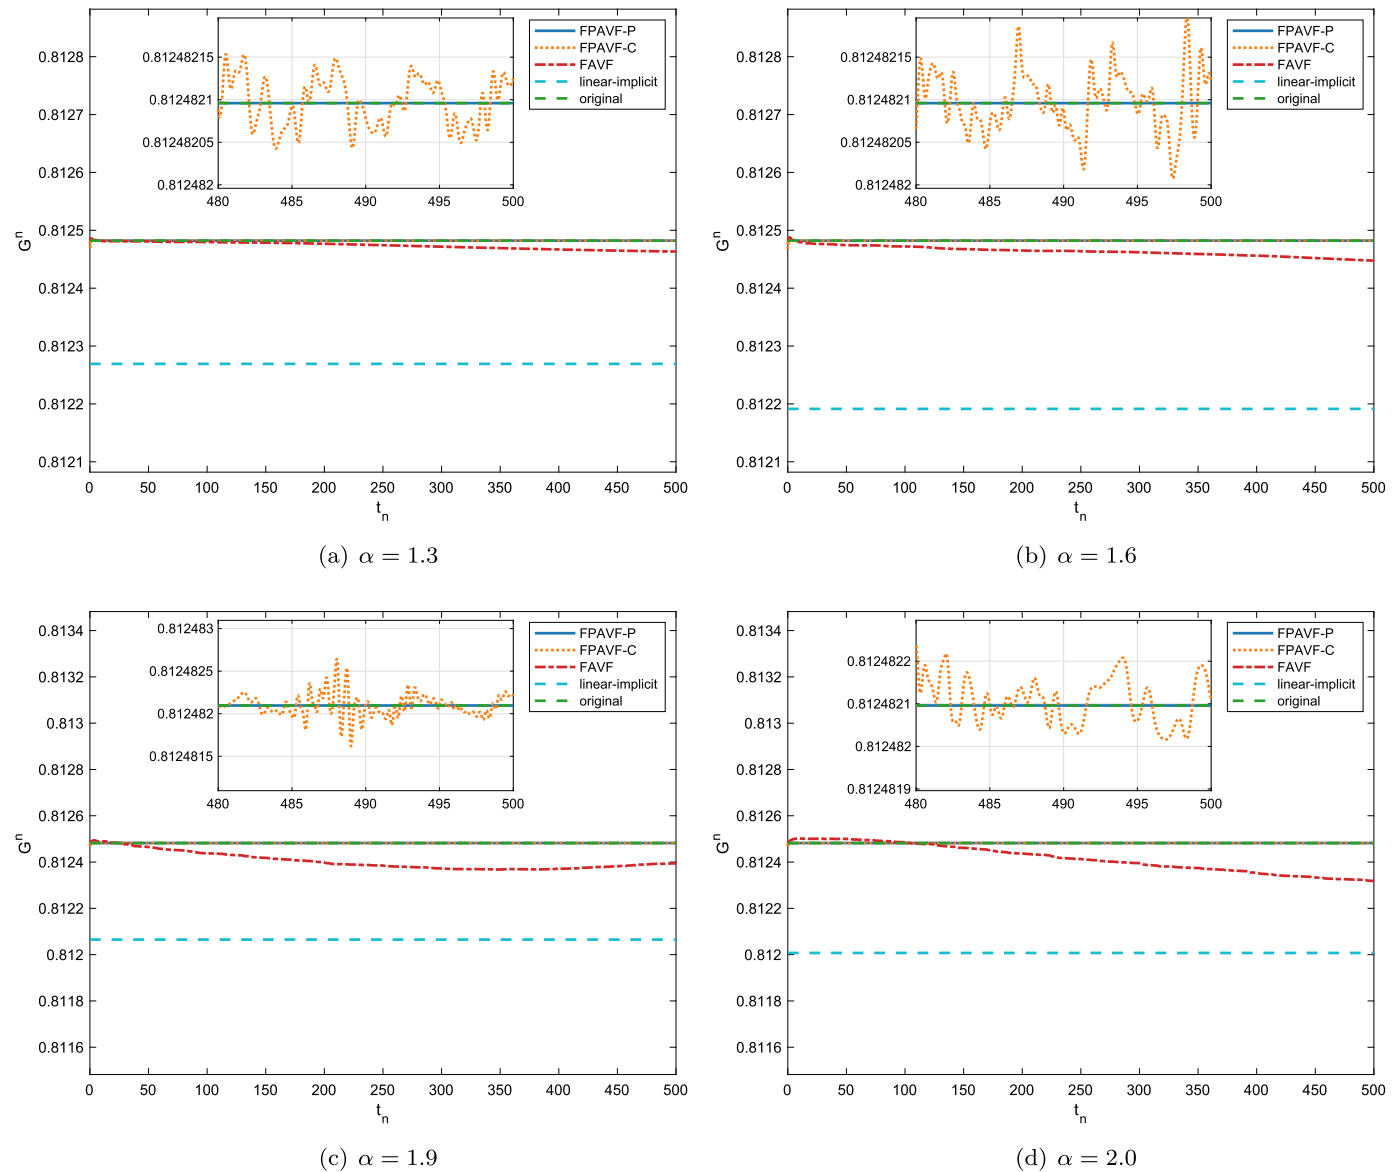 0.8128
0.8127
0.8126
0.8125
0.8124
0.8123
0.8122
0.8121
G^n
0 50 100 150 200 250 300 350 400 450 500
t_n
0.81248215
0.8124821
0.81248205
0.812482
480 485 490 495 500
FPAVF-P
FPAVF-C
FAVF
linear-implicit
original
(a) α = 1.3
0.8128
0.8127
0.8126
0.8125
0.8124
0.8123
0.8122
0.8121
G^n
0 50 100 150 200 250 300 350 400 450 500
t_n
0.81248215
0.8124821
0.81248205
0.812482
480 485 490 495 500
FPAVF-P
FPAVF-C
FAVF
linear-implicit
original
(b) α = 1.6
0.8134
0.8132
0.813
0.8128
0.8126
0.8124
0.8122
0.812
0.8118
0.8116
G^n
0 50 100 150 200 250 300 350 400 450 500
t_n
0.812483
0.8124825
0.812482
0.8124815
480 485 490 495 500
FPAVF-P
FPAVF-C
FAVF
linear-implicit
original
(c) α = 1.9
0.8134
0.8132
0.813
0.8128
0.8126
0.8124
0.8122
0.812
0.8118
0.8116
G^n
0 50 100 150 200 250 300 350 400 450 500
t_n
0.8124822
0.8124821
0.812482
0.8124819
480 485 490 495 500
FPAVF-P
FPAVF-C
FAVF
linear-implicit
original
(d) α = 2.0